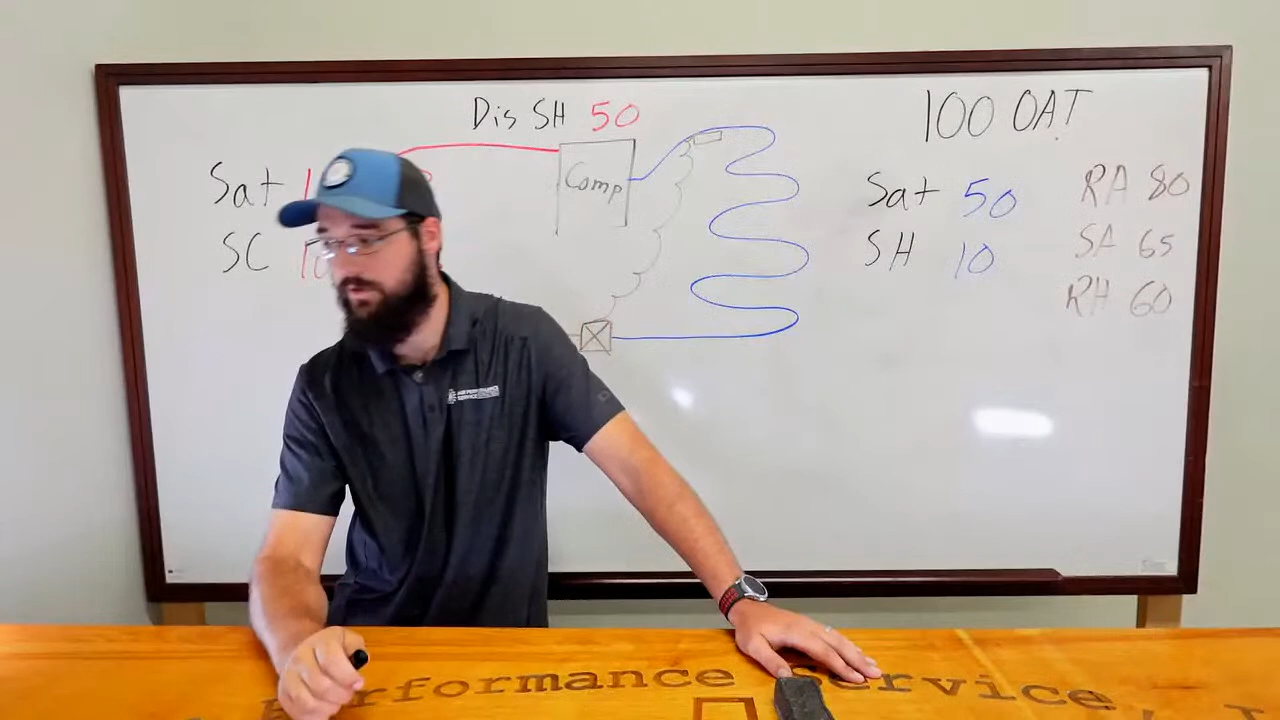 Dis SH 50
100 OAT
Sat
SC
Comp
Sat 50
SH 10
RA 80
SA 65
RH 60
Performance Service,